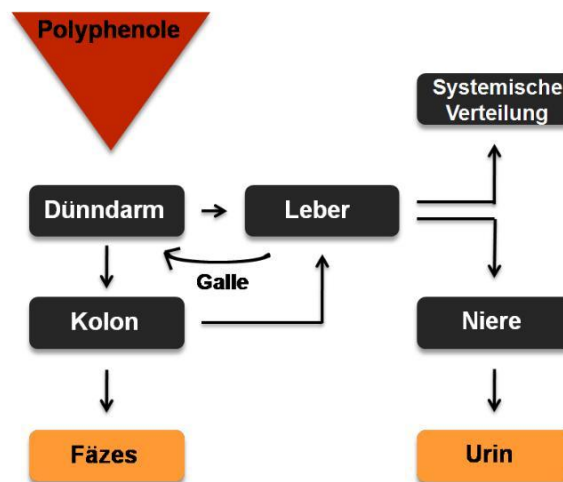 Polyphenole
Systemische
Verteilung
Dünndarm
Leber
Galle
Kolon
Niere
Fäzes
Urin